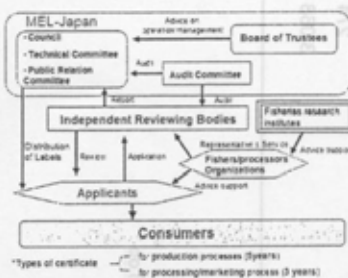 MEL-Japan
Advice on
operation management
Board of Trustees
- Council
- Technical Committee
- Public Relation
Committee
Audit
Audit Committee
Report
Audit
Independent Reviewing Bodies
Fisheries research
institutes
Distribution
of Labels
Review
Application
Representative's Service
Fishers/processors
Organizations
Advice support
Advice support
Applicants
Consumers
*Types of certificate
for production processes (5years)
for processing/marketing process (3 years)